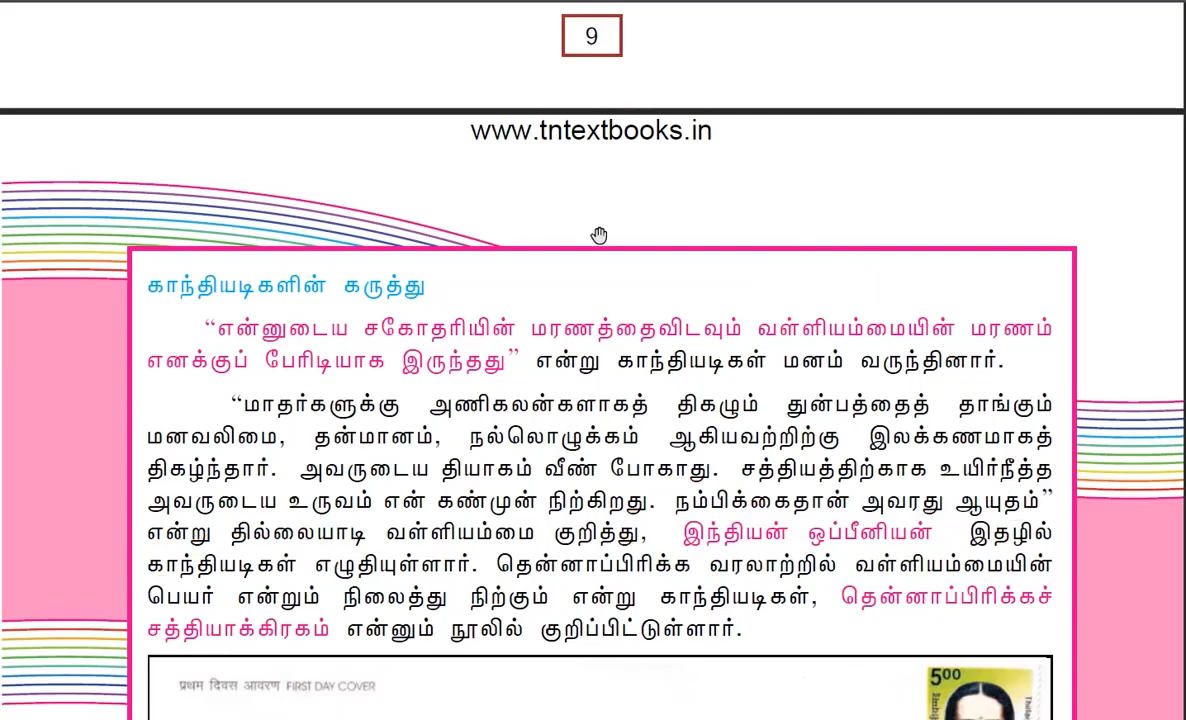 9
www.tntextbooks.in
காந்தியடிகளின் கருத்து
“என்னுடைய சகோதரியின் மரணத்தைவிடவும் வள்ளியம்மையின் மரணம்
எனக்குப் பேரிடியாக இருந்தது” என்று காந்தியடிகள் மனம் வருந்தினார்.
“மாதர்களுக்கு அணிகலன்களாகத் திகழும் துன்பத்தைத் தாங்கும்
மனவலிமை, தன்மானம், நல்லொழுக்கம் ஆகியவற்றிற்கு இலக்கணமாகத்
திகழ்ந்தார். அவருடைய தியாகம் வீண் போகாது. சத்தியத்திற்காக உயிர்நீத்த
அவருடைய உருவம் என் கண்முன் நிற்கிறது. நம்பிக்கைதான் அவரது ஆயுதம்”
என்று தில்லையாடி வள்ளியம்மை குறித்து, இந்தியன் ஒப்பீனியன் இதழில்
காந்தியடிகள் எழுதியுள்ளார். தென்னாப்பிரிக்க வரலாற்றில் வள்ளியம்மையின்
பெயர் என்றும் நிலைத்து நிற்கும் என்று காந்தியடிகள், தென்னாப்பிரிக்கச்
சத்தியாக்கிரகம் என்னும் நூலில் குறிப்பிட்டுள்ளார்.
प्रथम दिवस आवरण FIRST DAY COVER
5.00